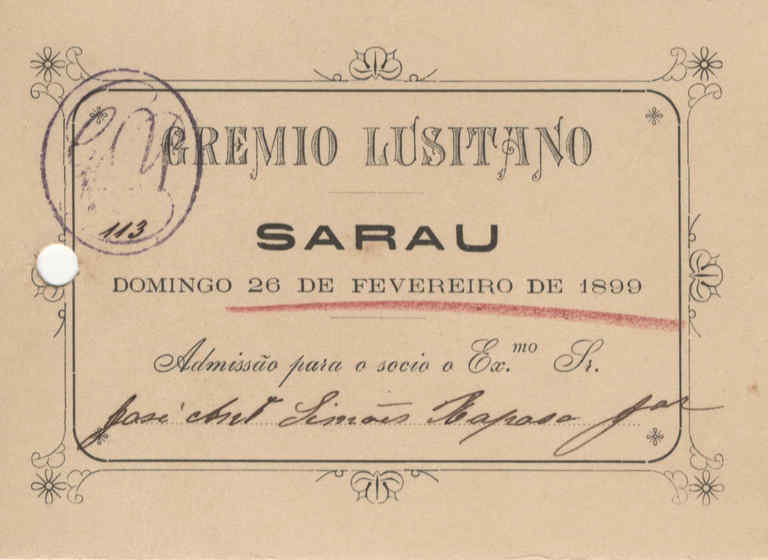 GREMIO LUSITANO
113
SARAU
DOMINGO 26 DE FEVEREIRO DE 1899
Admissão para o socio o Ex.mo Sr.
José Antº Simões Raposo Jor